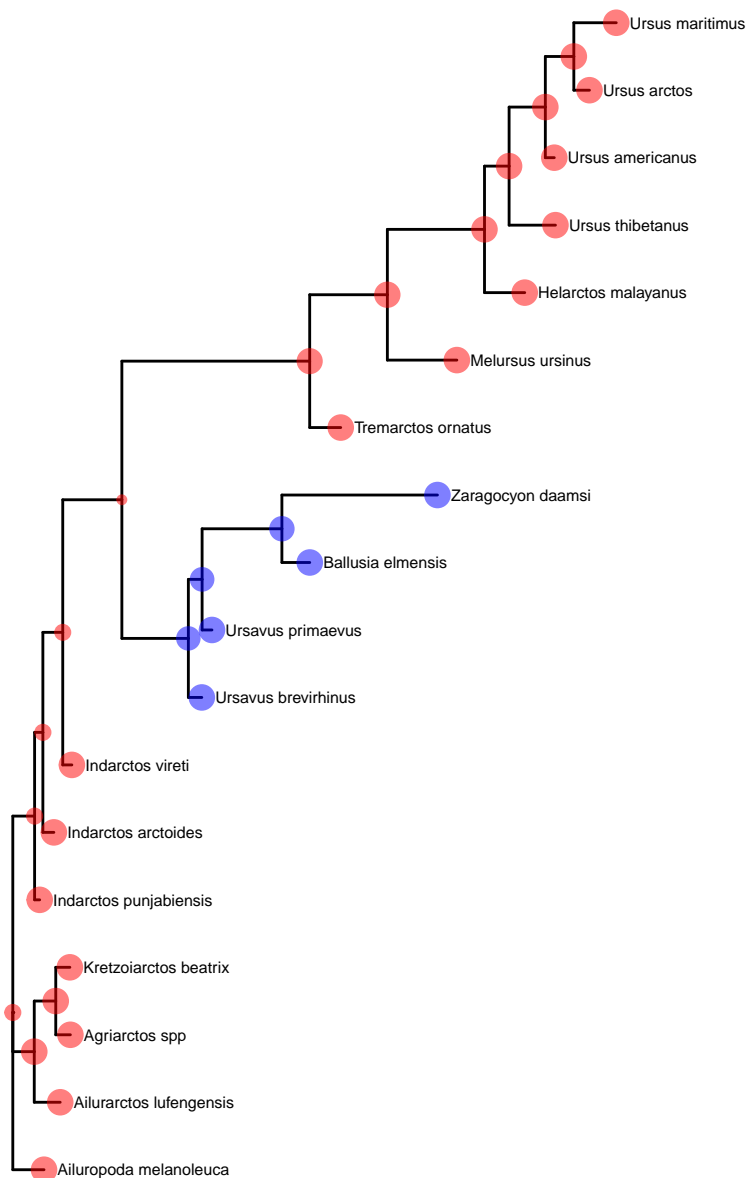 Ursus maritimus
Ursus arctos
Ursus americanus
Ursus thibetanus
Helarctos malayanus
Melursus ursinus
Tremarctos ornatus
Zaragocyon daamsi
Ballusia elmensis
Ursavus primaevus
Ursavus brevirhinus
Indarctos vireti
Indarctos arctoides
Indarctos punjabiensis
Kretzoiarctos beatrix
Agriarctos spp
Ailurarctos lufengensis
Ailuropoda melanoleuca